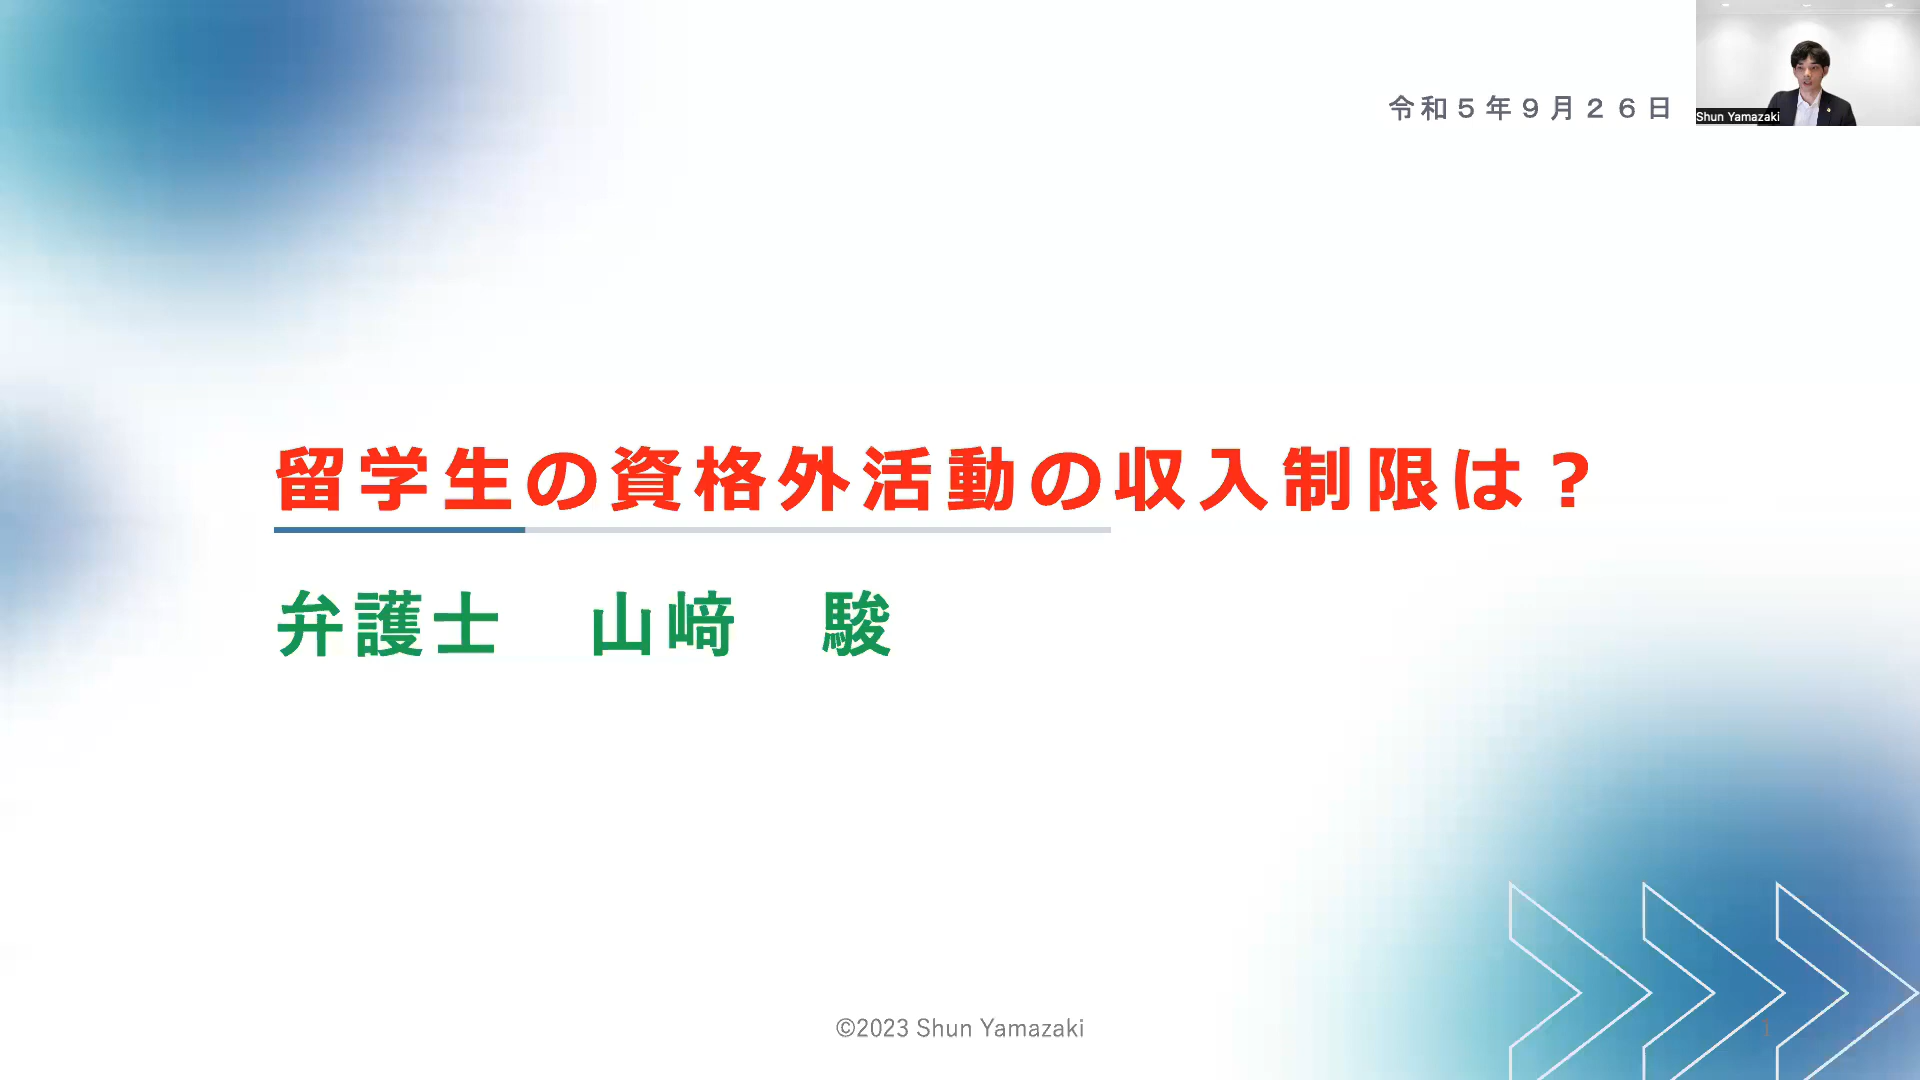 令和５年９月２６日
Shun Yamazaki
留学生の資格外活動の収入制限は？
弁護士　山﨑　駿
©2023 Shun Yamazaki
1